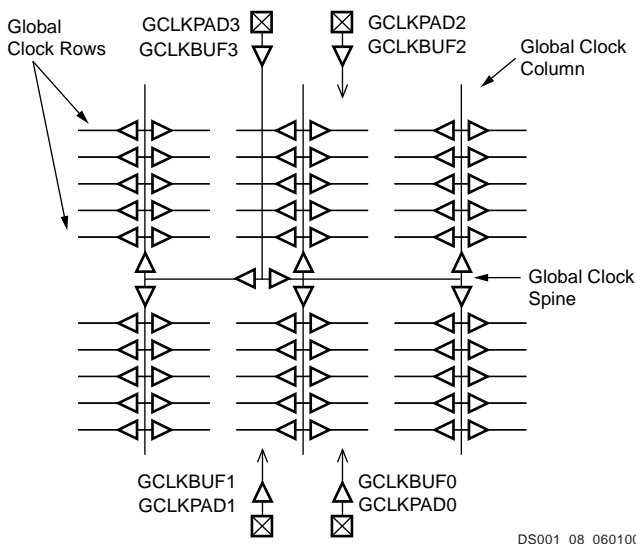 Global
Clock Rows
GCLKPAD3
GCLKBUF3
GCLKPAD2
GCLKBUF2
Global Clock
Column
Global Clock
Spine
GCLKBUF1
GCLKPAD1
GCLKBUF0
GCLKPAD0
DS001_08_060100